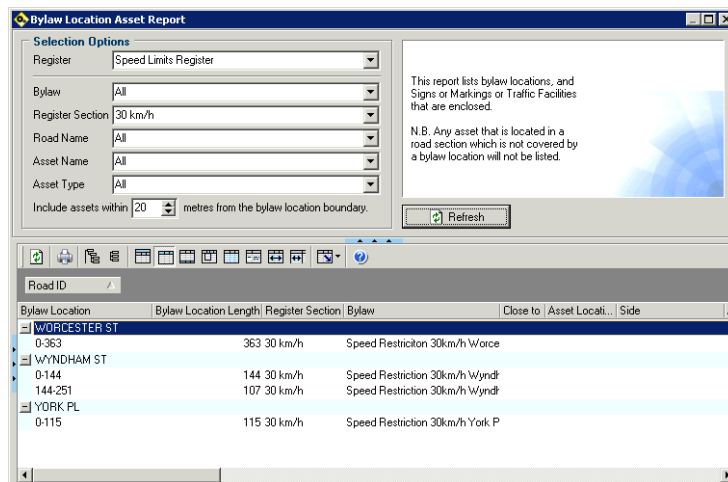 Bylaw Location Asset Report
Selection Options
Register Speed Limits Register
Bylaw All
Register Section 30 km/h
Road Name All
Asset Name All
Asset Type All
Include assets within 20 metres from the bylaw location boundary.
This report lists bylaw locations, and
Signs or Markings or Traffic Facilities
that are enclosed.
N.B. Any asset that is located in a
road section which is not covered by
a bylaw location will not be listed.
Refresh
Road ID
Bylaw Location Bylaw Location Length Register Section Bylaw Close to Asset Locati... Side
WORCESTER ST
0-363 363 30 km/h Speed Restriciton 30km/h Worce
WYNDHAM ST
0-144 144 30 km/h Speed Restriction 30km/h Wyndh
144-251 107 30 km/h Speed Restriction 30km/h Wyndh
YORK PL
0-115 115 30 km/h Speed Restriction 30km/h York P